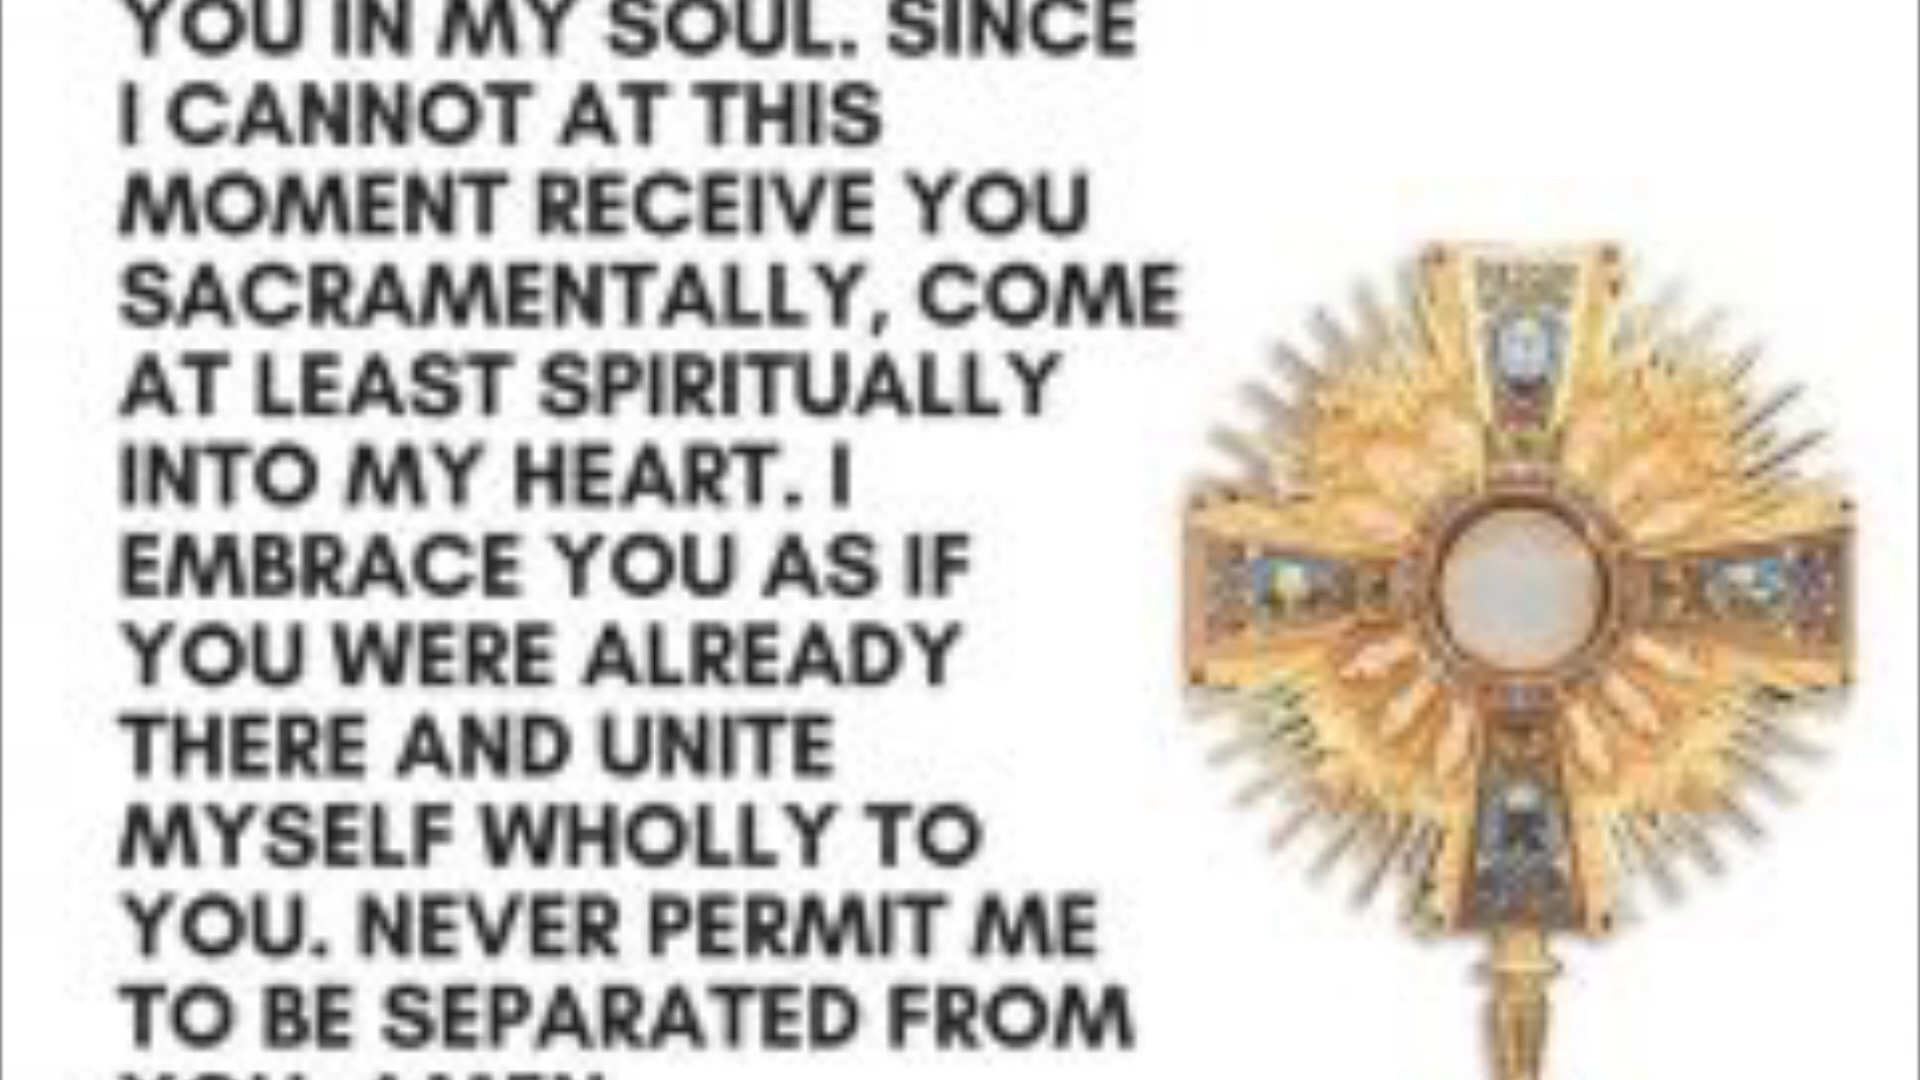 YOU IN MY SOUL. SINCE
I CANNOT AT THIS
MOMENT RECEIVE YOU
SACRAMENTALLY, COME
AT LEAST SPIRITUALLY
INTO MY HEART. I
EMBRACE YOU AS IF
YOU WERE ALREADY
THERE AND UNITE
MYSELF WHOLLY TO
YOU. NEVER PERMIT ME
TO BE SEPARATED FROM